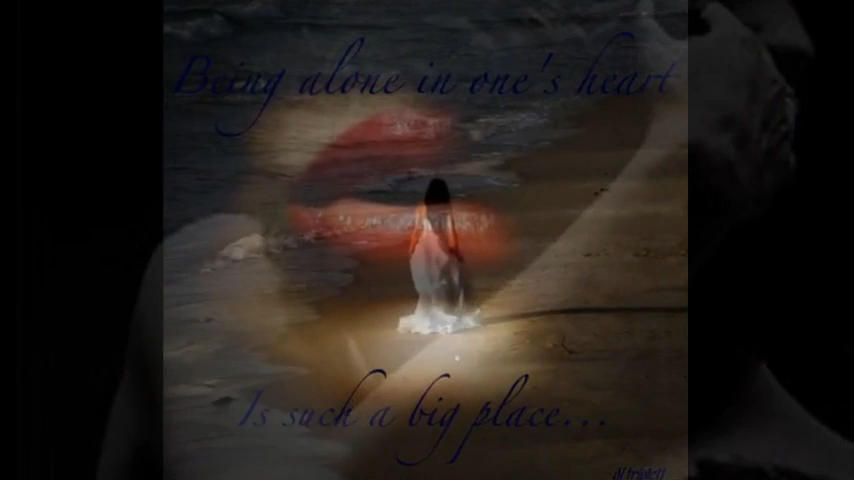 Being alone in one's heart
Is such a big place...